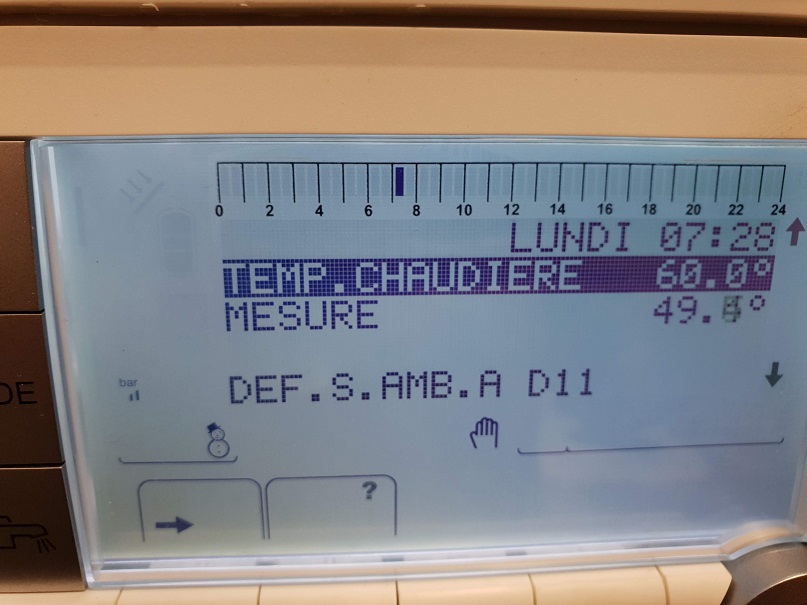 0 2 4 6 8 10 12 14 16 18 20 22 24
LUNDI 07:28
TEMP.CHAUDIERE 60.0°
MESURE 49.°
bar
DE
DEF.S.AMB.A D11
?